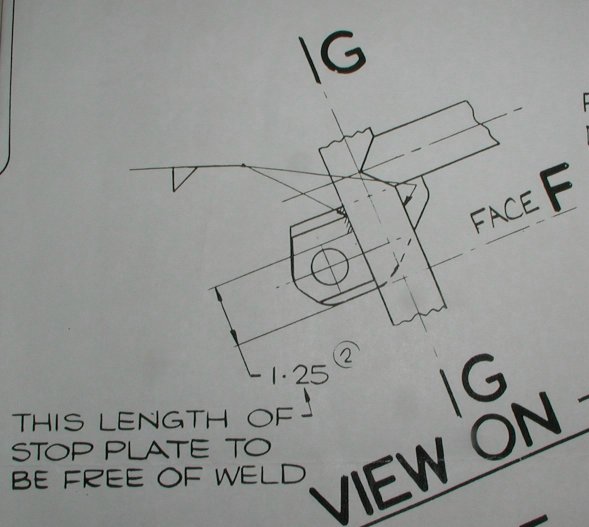 G
FACE F
1·25 ②
G
THIS LENGTH OF
STOP PLATE TO
BE FREE OF WELD
VIEW ON